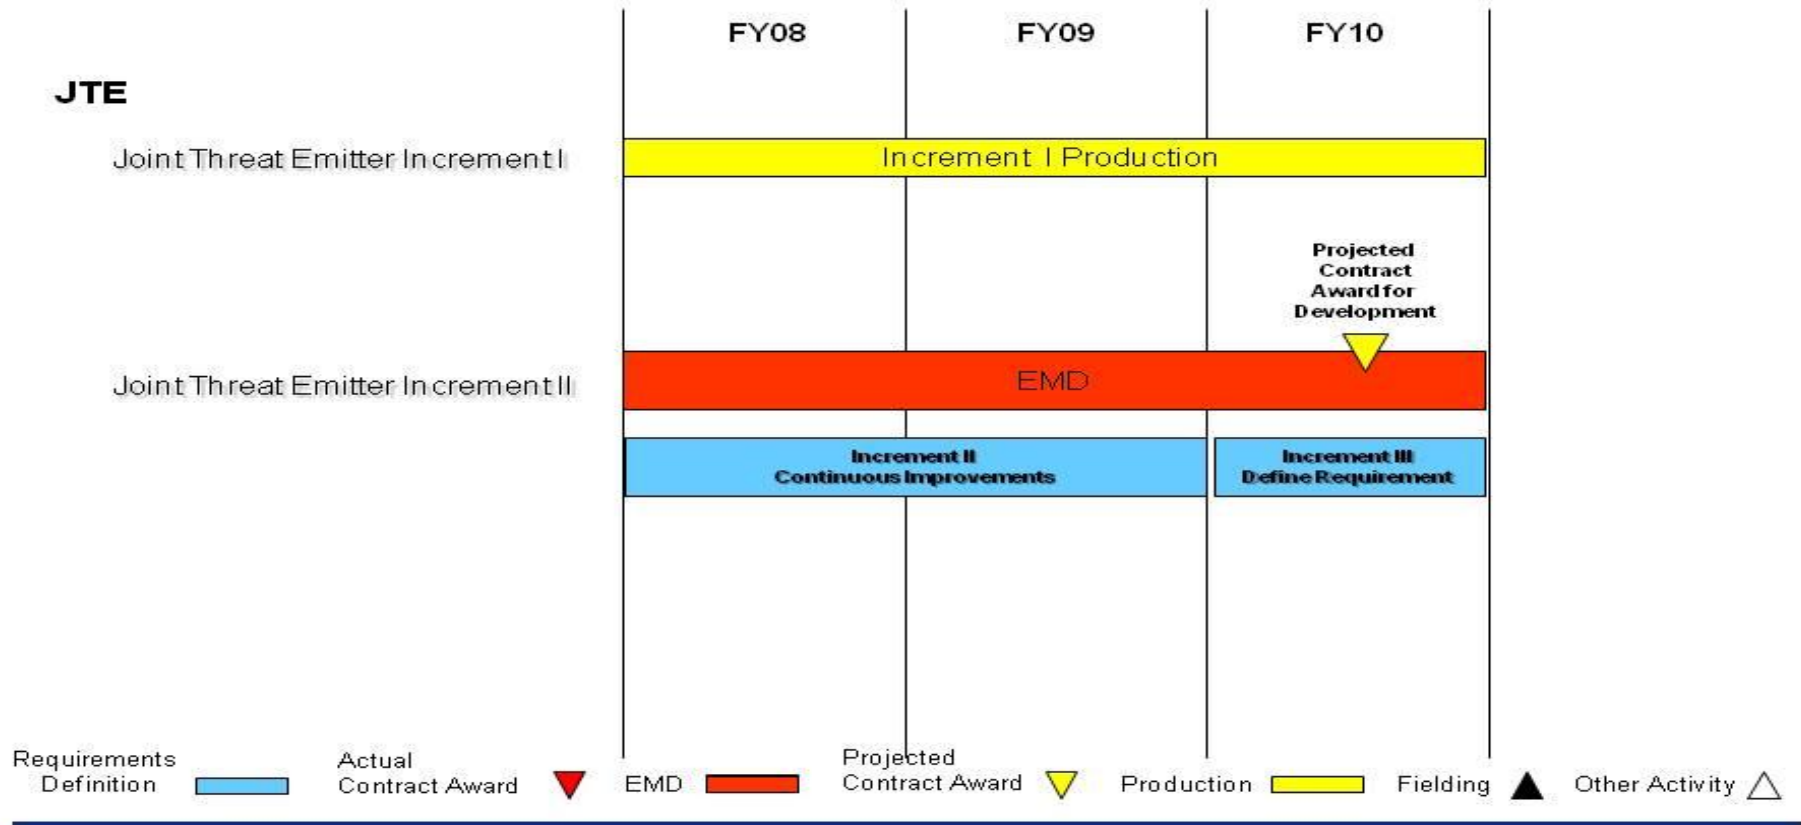 FY08 FY09 FY10
JTE
Joint Threat Emitter Increment I
Increment I Production
Projected
Contract
Award for
Development
Joint Threat Emitter Increment II
EMD
Increment II
Continuous Improvements
Increment III
Define Requirement
Requirements
Definition
Actual
Contract Award
EMD
Projected
Contract Award
Production
Fielding
Other Activity